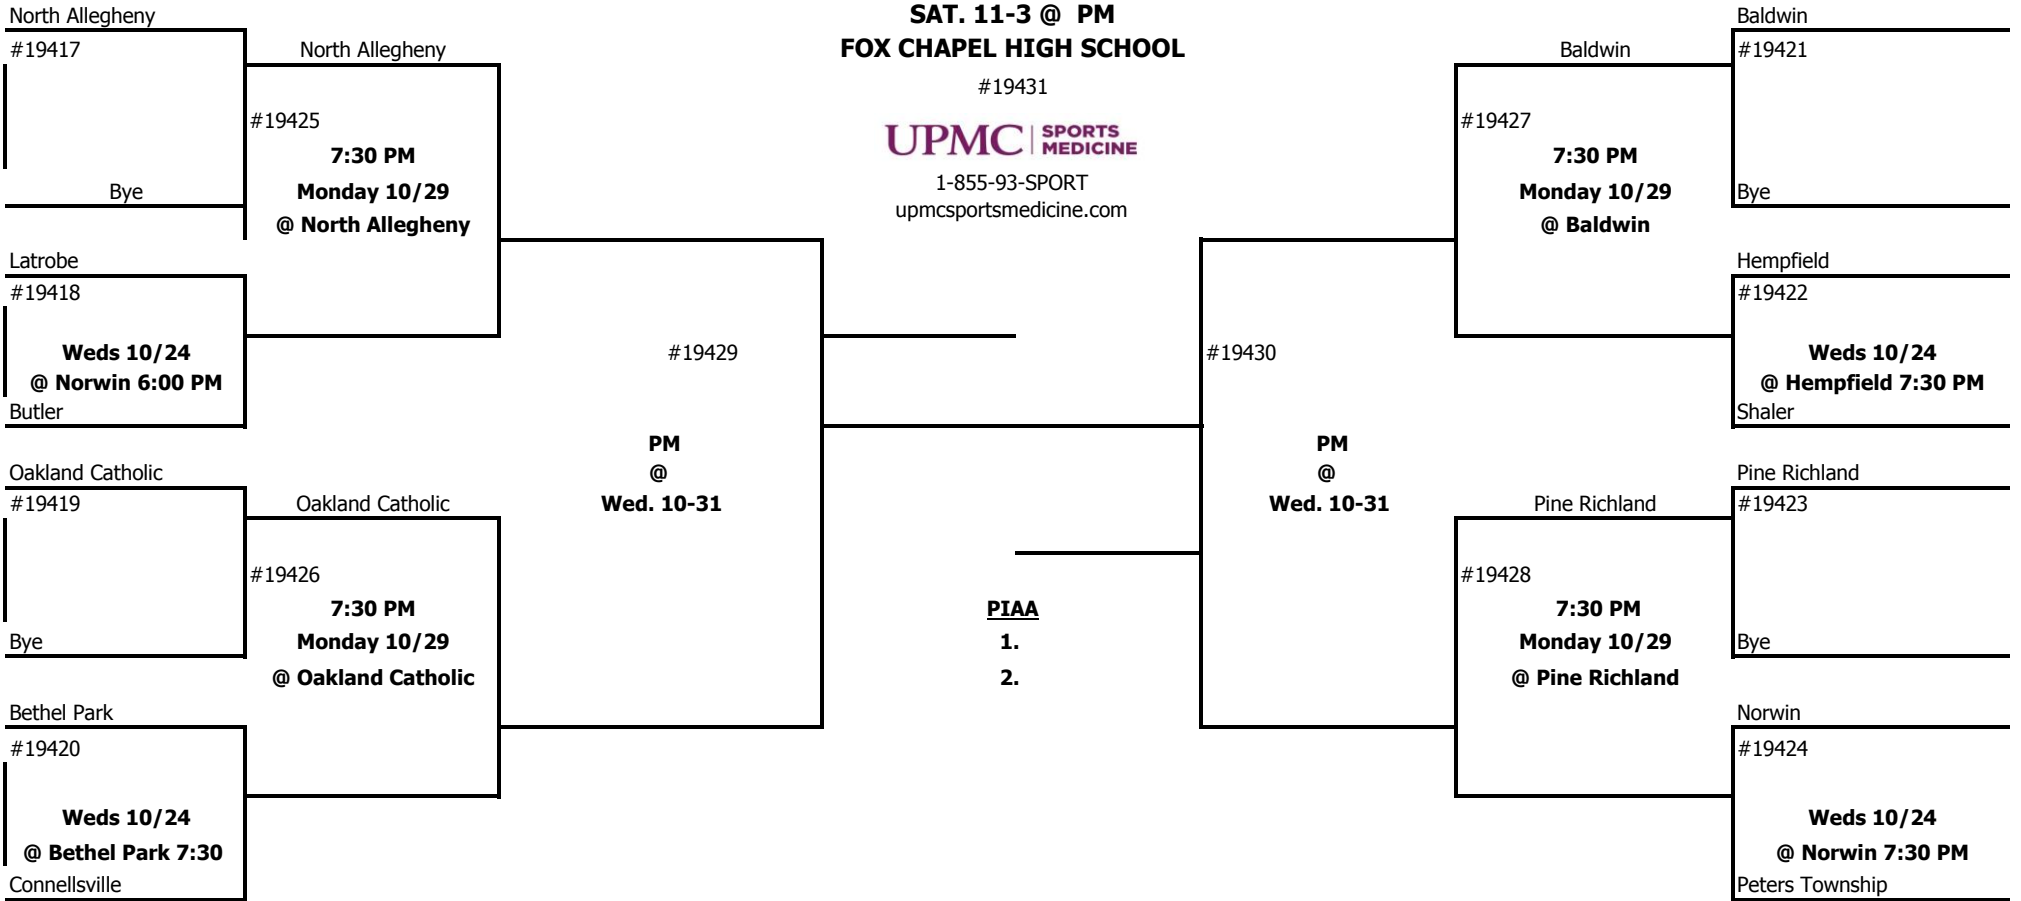 North Allegheny
#19417
Bye
Latrobe
#19418
Weds 10/24
@ Norwin 6:00 PM
Butler
Oakland Catholic
#19419
Bye
Bethel Park
#19420
Weds 10/24
@ Bethel Park 7:30
Connellsville
North Allegheny
#19425
7:30 PM
Monday 10/29
@ North Allegheny
Oakland Catholic
#19426
7:30 PM
Monday 10/29
@ Oakland Catholic
#19429
PM
@
Wed. 10-31
SAT. 11-3 @ PM
FOX CHAPEL HIGH SCHOOL
#19431
UPMC SPORTS MEDICINE
1-855-93-SPORT
upmcsportsmedicine.com
PIAA
1.
2.
#19430
PM
@
Wed. 10-31
Baldwin
#19427
7:30 PM
Monday 10/29
@ Baldwin
Pine Richland
#19428
7:30 PM
Monday 10/29
@ Pine Richland
Baldwin
#19421
Bye
Hempfield
#19422
Weds 10/24
@ Hempfield 7:30 PM
Shaler
Pine Richland
#19423
Bye
Norwin
#19424
Weds 10/24
@ Norwin 7:30 PM
Peters Township